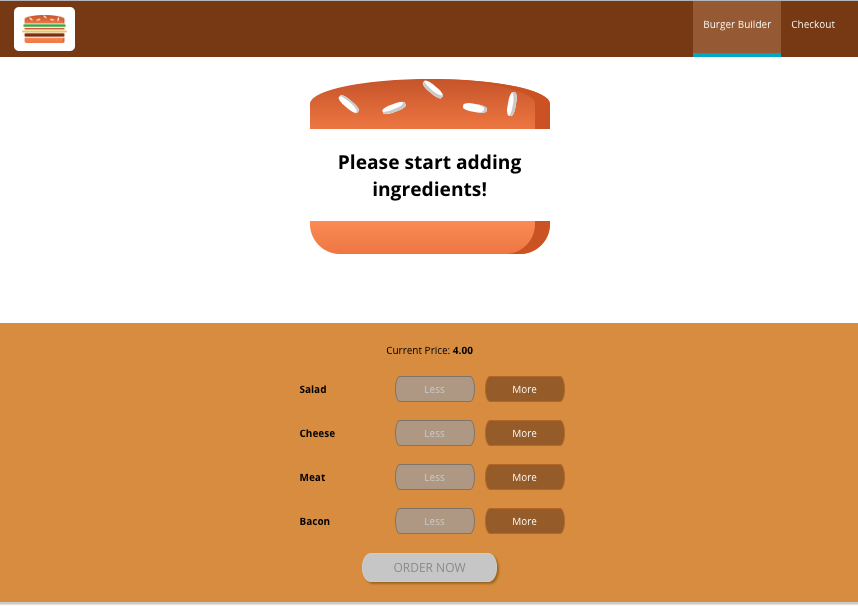 Burger Builder Checkout
Please start adding
ingredients!
Current Price: 4.00
Salad Less More
Cheese Less More
Meat Less More
Bacon Less More
ORDER NOW